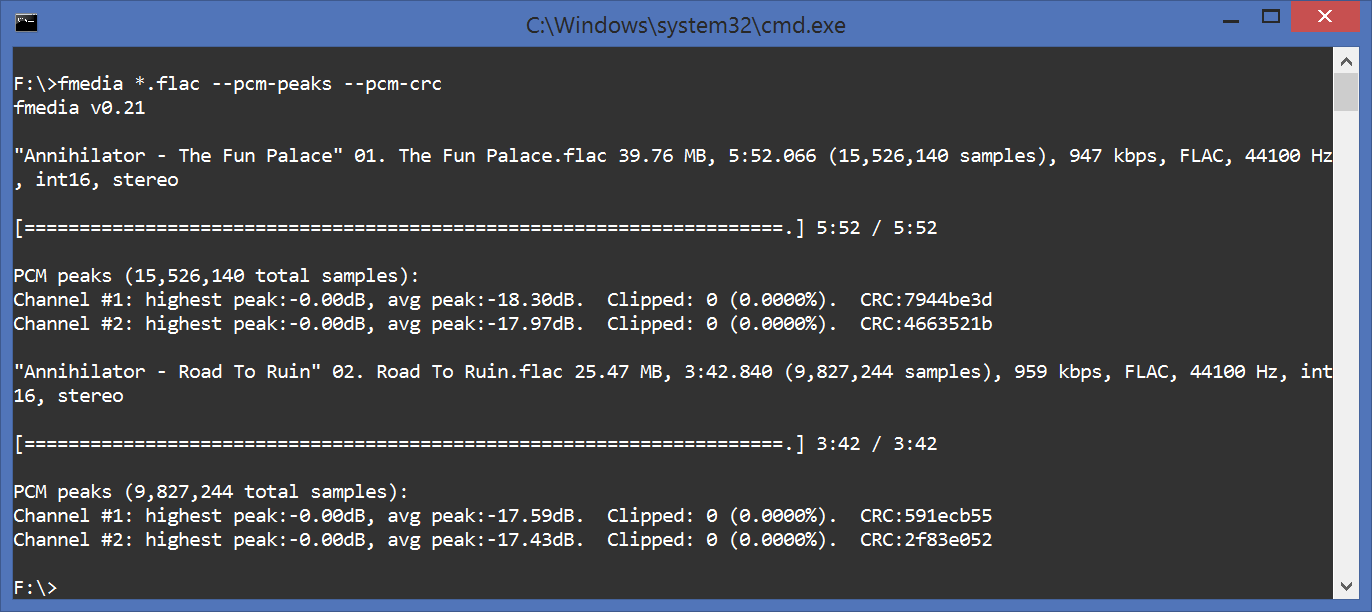 C:\Windows\system32\cmd.exe
F:\>fmedia *.flac --pcm-peaks --pcm-crc
fmedia v0.21
"Annihilator - The Fun Palace" 01. The Fun Palace.flac 39.76 MB, 5:52.066 (15,526,140 samples), 947 kbps, FLAC, 44100 Hz
, int16, stereo
[=====================================================================.] 5:52 / 5:52
PCM peaks (15,526,140 total samples):
Channel #1: highest peak:-0.00dB, avg peak:-18.30dB.  Clipped: 0 (0.0000%).  CRC:7944be3d
Channel #2: highest peak:-0.00dB, avg peak:-17.97dB.  Clipped: 0 (0.0000%).  CRC:4663521b
"Annihilator - Road To Ruin" 02. Road To Ruin.flac 25.47 MB, 3:42.840 (9,827,244 samples), 959 kbps, FLAC, 44100 Hz, int
16, stereo
[=====================================================================.] 3:42 / 3:42
PCM peaks (9,827,244 total samples):
Channel #1: highest peak:-0.00dB, avg peak:-17.59dB.  Clipped: 0 (0.0000%).  CRC:591ecb55
Channel #2: highest peak:-0.00dB, avg peak:-17.43dB.  Clipped: 0 (0.0000%).  CRC:2f83e052
F:\>